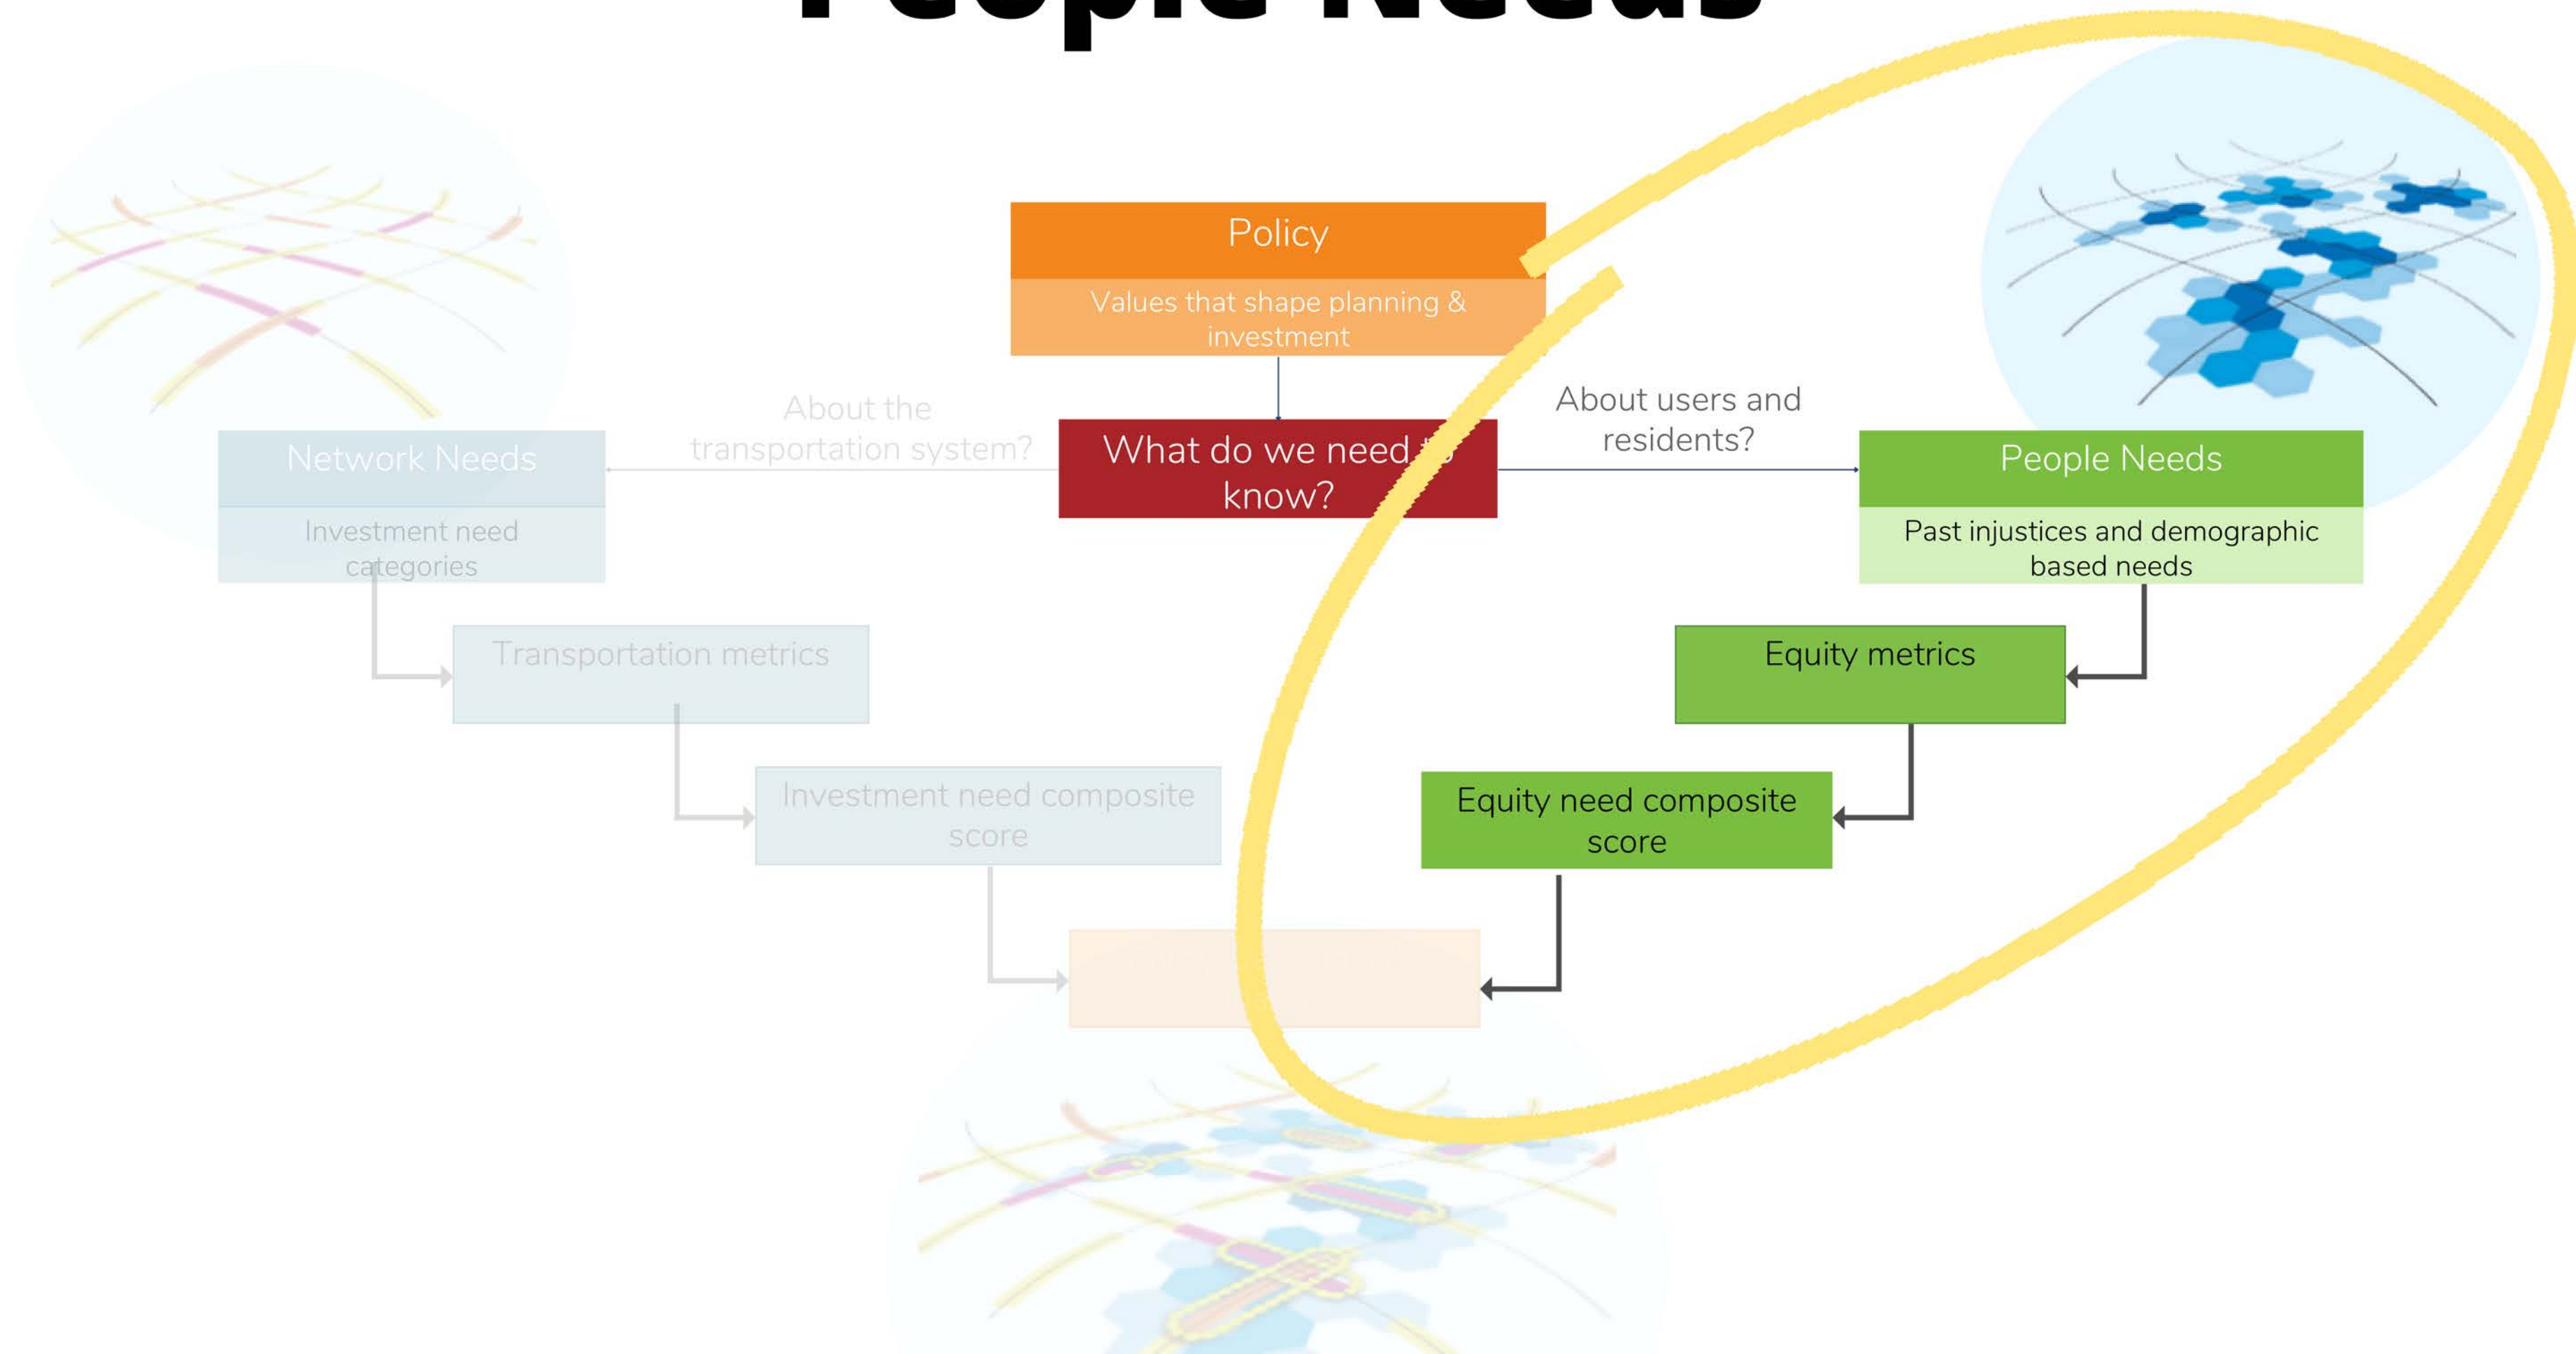 People Needs
Policy
Values that shape planning &
investment
About the
transportation system?
What do we need to
know?
About users and
residents?
Network Needs
Investment need
categories
People Needs
Past injustices and demographic
based needs
Transportation metrics
Equity metrics
Investment need composite
score
Equity need composite
score